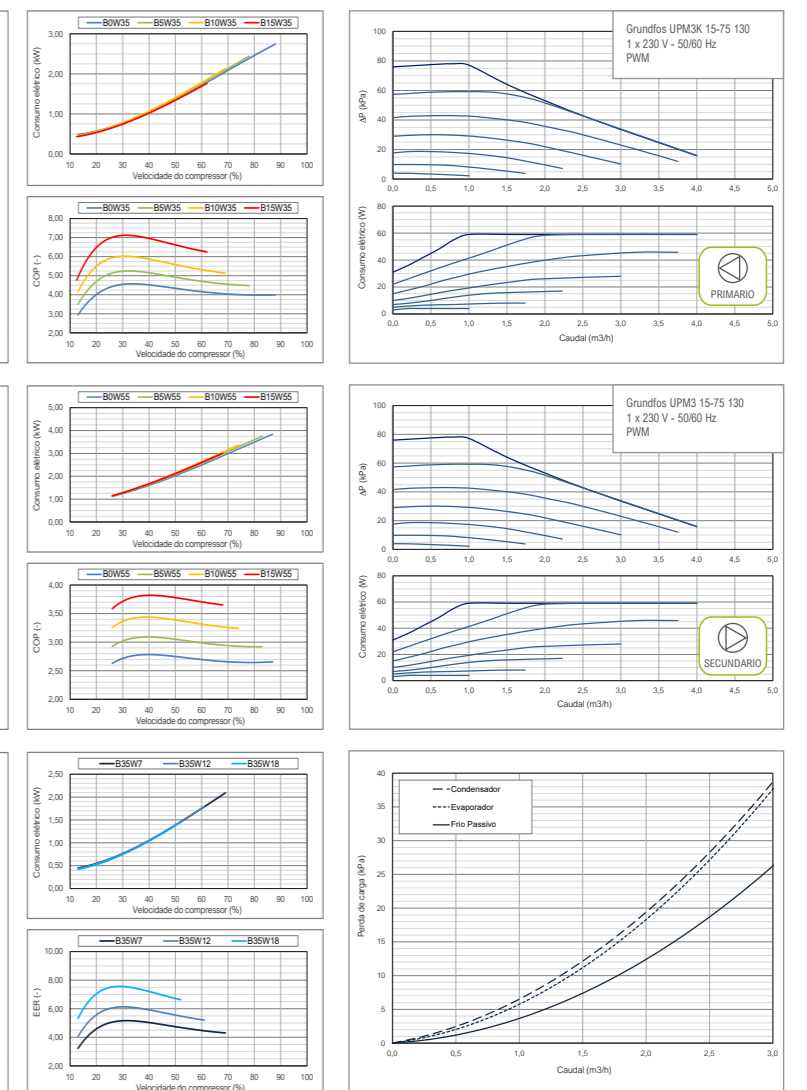 B0W35 B5W35 B10W35 B15W35
Consumo elétrico (kW)
3,00
2,00
1,00
0,00
10 20 30 40 50 60 70 80 90 100
Velocidade do compressor (%)
B0W35 B5W35 B10W35 B15W35
COP (-)
8,00
7,00
6,00
5,00
4,00
3,00
2,00
10 20 30 40 50 60 70 80 90 100
Velocidade do compressor (%)
Grundfos UPM3K 15-75 130
1 x 230 V - 50/60 Hz
PWM
ΔP (kPa)
100
80
60
40
20
0
0,0 0,5 1,0 1,5 2,0 2,5 3,0 3,5 4,0 4,5 5,0
Consumo elétrico (W)
80
60
40
20
0
PRIMARIO
0,0 0,5 1,0 1,5 2,0 2,5 3,0 3,5 4,0 4,5 5,0
Caudal (m3/h)
B0W55 B5W55 B10W55 B15W55
Consumo elétrico (kW)
5,00
4,00
3,00
2,00
1,00
0,00
10 20 30 40 50 60 70 80 90 100
Velocidade do compressor (%)
B0W55 B5W55 B10W55 B15W55
COP (-)
4,00
3,50
3,00
2,50
2,00
10 20 30 40 50 60 70 80 90 100
Velocidade do compressor (%)
Grundfos UPM3 15-75 130
1 x 230 V - 50/60 Hz
PWM
ΔP (kPa)
100
80
60
40
20
0
0,0 0,5 1,0 1,5 2,0 2,5 3,0 3,5 4,0 4,5 5,0
Consumo elétrico (W)
80
60
40
20
0
SECUNDARIO
0,0 0,5 1,0 1,5 2,0 2,5 3,0 3,5 4,0 4,5 5,0
Caudal (m3/h)
B35W7 B35W12 B35W18
Consumo elétrico (kW)
2,50
2,00
1,50
1,00
0,50
0,00
10 20 30 40 50 60 70 80 90 100
Velocidade do compressor (%)
B35W7 B35W12 B35W18
EER (-)
10,00
8,00
6,00
4,00
2,00
10 20 30 40 50 60 70 80 90 100
Velocidade do compressor (%)
Condensador
Evaporador
Frio Passivo
Perda de carga (kPa)
40
35
30
25
20
15
10
5
0
0,0 0,5 1,0 1,5 2,0 2,5 3,0
Caudal (m3/h)